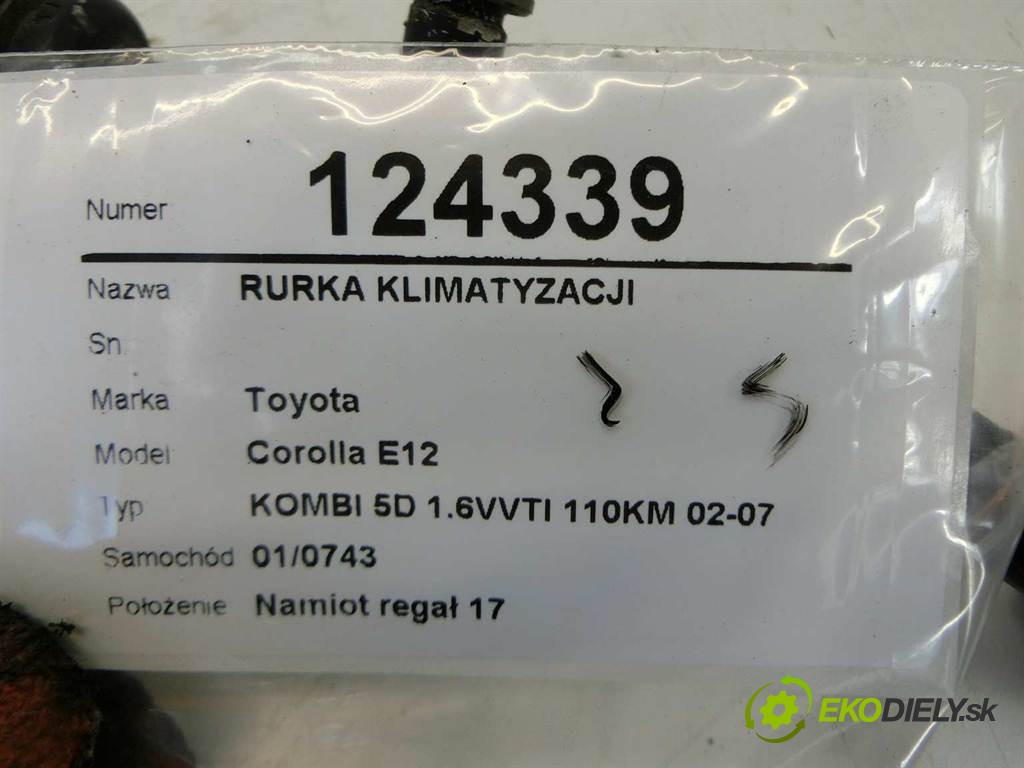 Numer 124339
Nazwa RURKA KLIMATYZACJI
Sn.
Marka Toyota
Model Corolla E12
Typ KOMBI 5D 1.6VVTI 110KM 02-07
Samochód 01/0743
Położenie Namiot regał 17
EKODIELY.sk